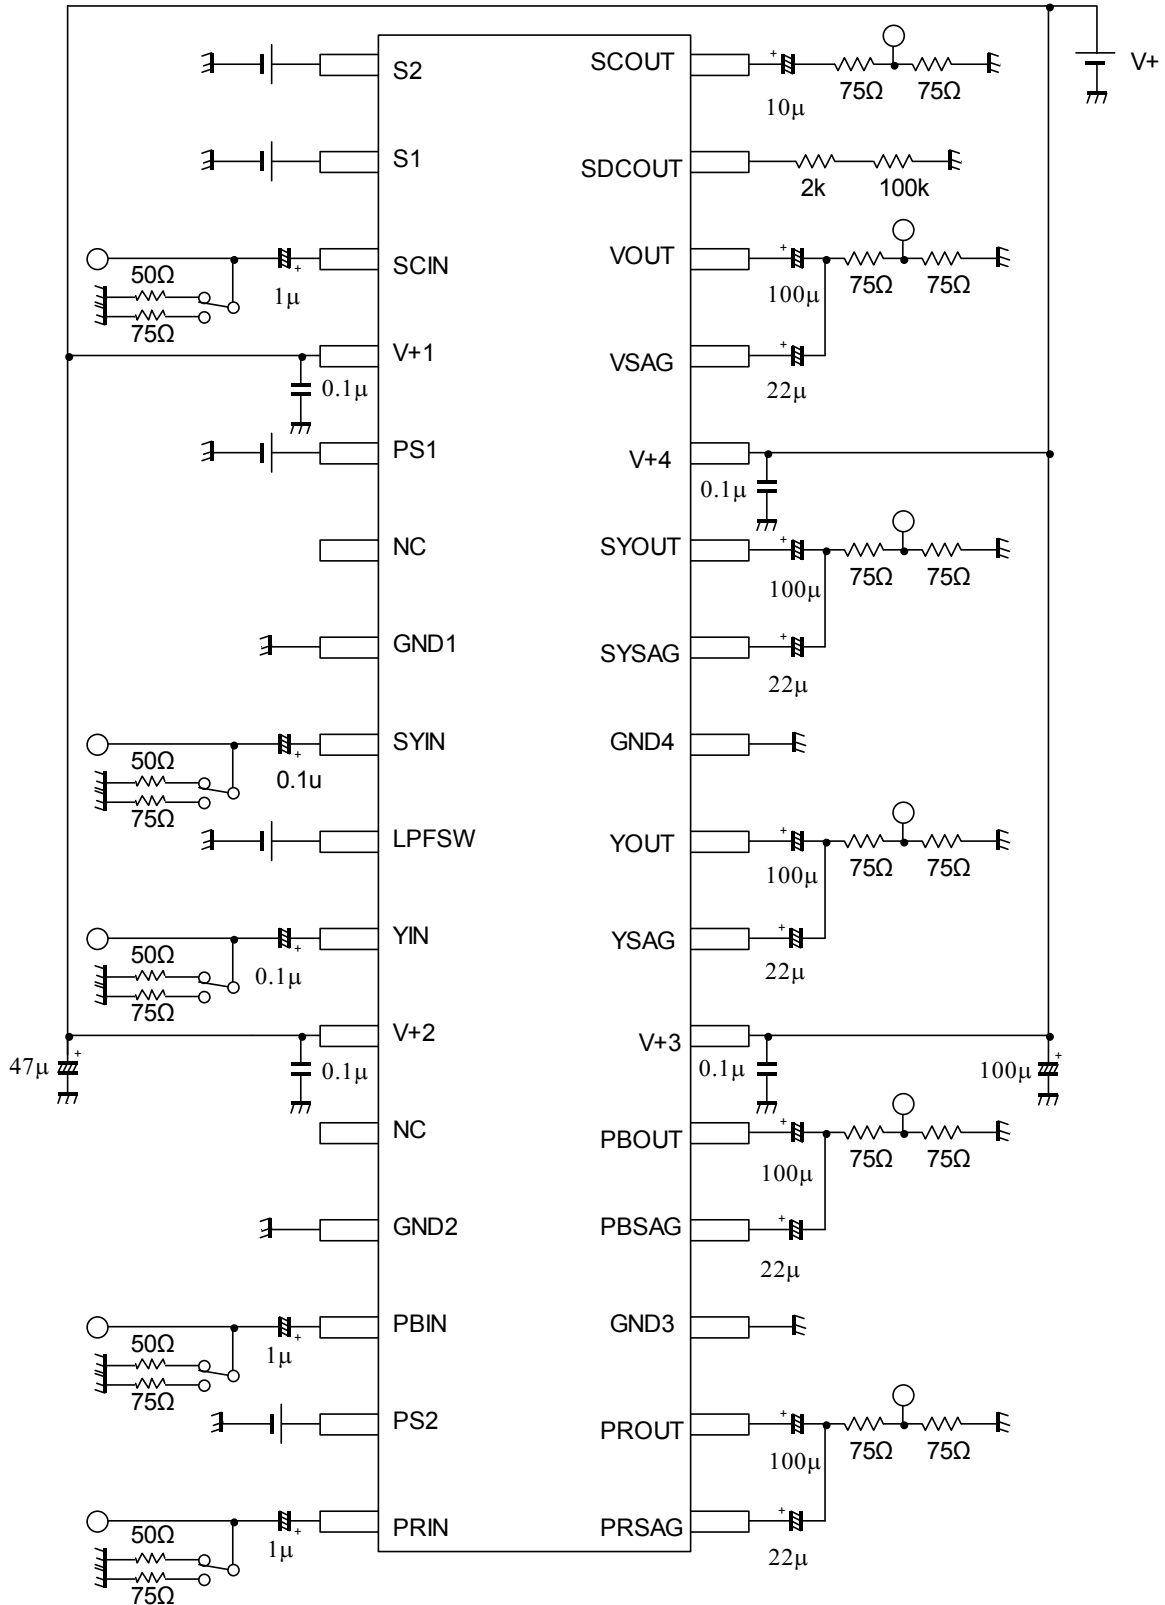 V+
S2
SCOUT
10µ
75Ω
75Ω
S1
SDCOUT
2k
100k
SCIN
50Ω
75Ω
1µ
VOUT
100µ
75Ω
75Ω
V+1
0.1µ
VSAG
22µ
PS1
V+4
0.1µ
NC
SYOUT
100µ
75Ω
75Ω
GND1
SYSAG
22µ
SYIN
50Ω
75Ω
0.1u
GND4
LPFSW
YOUT
100µ
75Ω
75Ω
YIN
50Ω
75Ω
0.1µ
YSAG
22µ
V+2
47µ
0.1µ
V+3
0.1µ
100µ
NC
PBOUT
100µ
75Ω
75Ω
GND2
PBSAG
22µ
PBIN
50Ω
75Ω
1µ
GND3
PS2
PROUT
100µ
75Ω
75Ω
PRIN
50Ω
75Ω
1µ
PRSAG
22µ